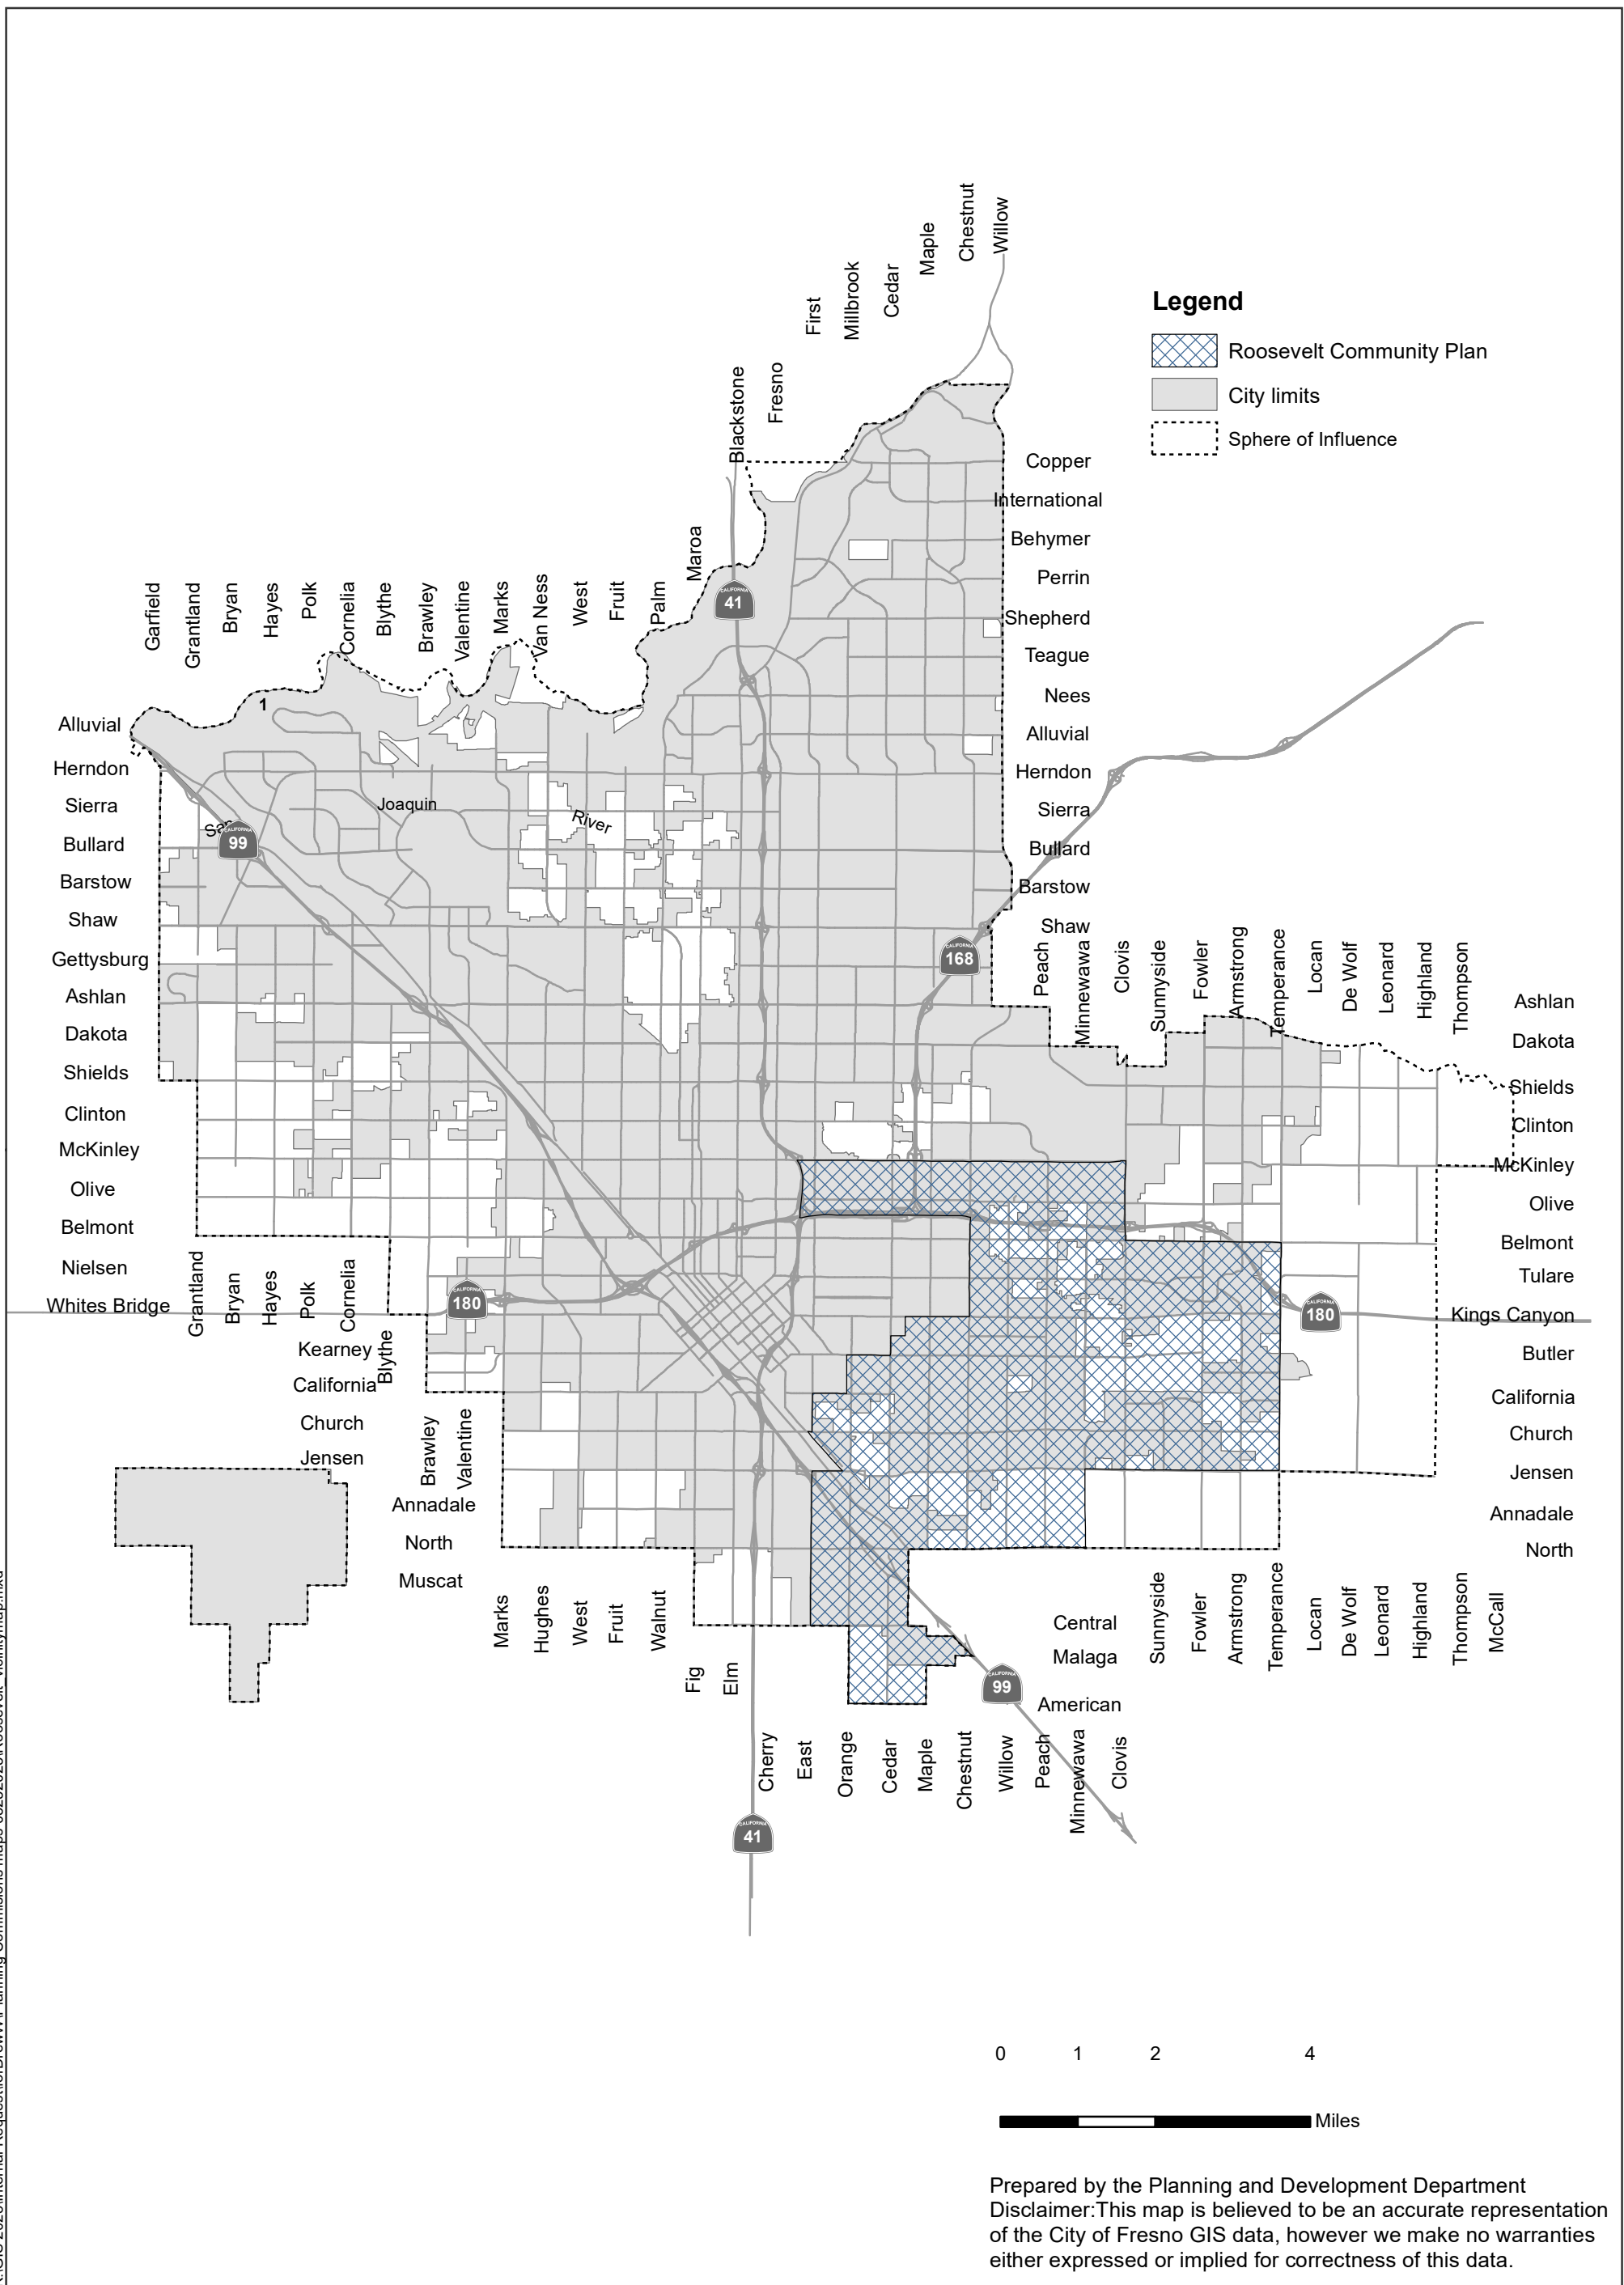 Willow
Chestnut
Maple
Cedar
Millbrook
First
Fresno
Blackstone
Legend
Roosevelt Community Plan
City limits
Sphere of Influence
Copper
International
Behymer
Perrin
Shepherd
Teague
Nees
Alluvial
Herndon
Sierra
Bullard
Barstow
Shaw
Garfield
Grantland
Bryan
Hayes
Polk
Cornelia
Blythe
Brawley
Valentine
Marks
Van Ness
West
Fruit
Palm
Maroa
CALIFORNIA
41
1
Alluvial
Herndon
Sierra
Bullard
Barstow
Shaw
Gettysburg
Ashlan
Dakota
Shields
Clinton
McKinley
Olive
Belmont
Nielsen
Whites Bridge
San
Joaquin
River
CALIFORNIA
99
CALIFORNIA
168
Peach
Minnewawa
Clovis
Sunnyside
Fowler
Armstrong
Temperance
Locan
De Wolf
Leonard
Highland
Thompson
Ashlan
Dakota
Shields
Clinton
McKinley
Olive
Belmont
Tulare
Kings Canyon
Butler
California
Church
Jensen
Annadale
North
CALIFORNIA
180
CALIFORNIA
180
Grantland
Bryan
Hayes
Polk
Cornelia
Blythe
Kearney
California
Church
Jensen
Brawley
Valentine
Annadale
North
Muscat
Marks
Hughes
West
Fruit
Walnut
Fig
Elm
Cherry
East
Orange
Cedar
Maple
Chestnut
Willow
Peach
Minnewawa
Clovis
Central
Malaga
American
CALIFORNIA
99
Sunnyside
Fowler
Armstrong
Temperance
Locan
De Wolf
Leonard
Highland
Thompson
McCall
CALIFORNIA
41
0 1 2 4
Miles
Prepared by the Planning and Development Department
Disclaimer:This map is believed to be an accurate representation
of the City of Fresno GIS data, however we make no warranties
either expressed or implied for correctness of this data.